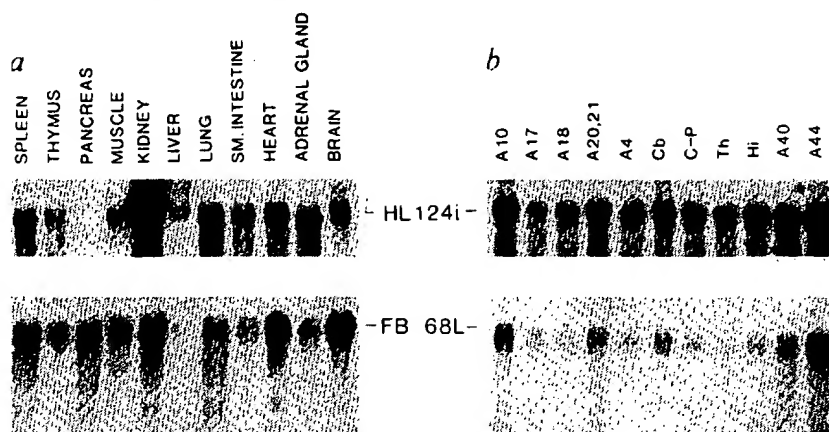 a
SPLEEN
THYMUS
PANCREAS
MUSCLE
KIDNEY
LIVER
LUNG
SM. INTESTINE
HEART
ADRENAL GLAND
BRAIN
HL124i
FB 68L
b
A10
A17
A18
A20,21
A4
Cb
C-P
Th
Hi
A40
A44